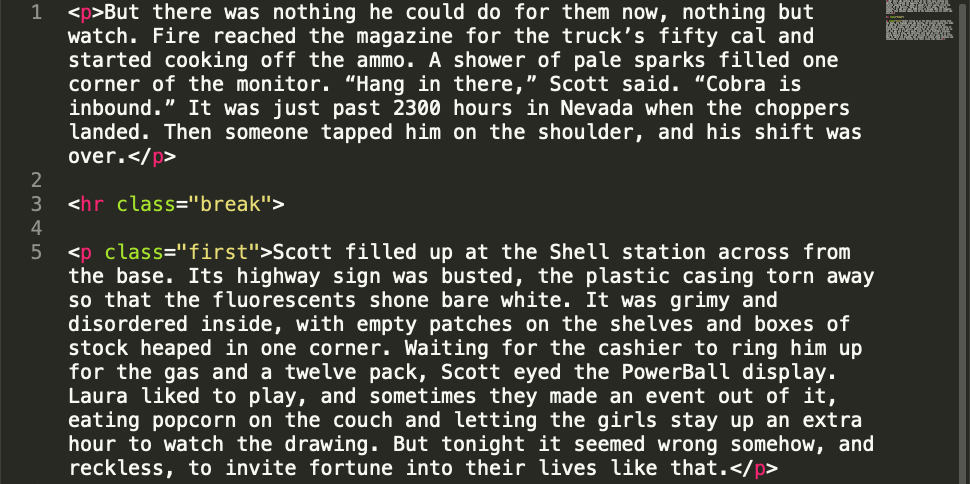 1 <p>But there was nothing he could do for them now, nothing but
watch. Fire reached the magazine for the truck’s fifty cal and
started cooking off the ammo. A shower of pale sparks filled one
corner of the monitor. “Hang in there,” Scott said. “Cobra is
inbound.” It was just past 2300 hours in Nevada when the choppers
landed. Then someone tapped him on the shoulder, and his shift was
over.</p>
2
3 <hr class="break">
4
5 <p class="first">Scott filled up at the Shell station across from
the base. Its highway sign was busted, the plastic casing torn away
so that the fluorescents shone bare white. It was grimy and
disordered inside, with empty patches on the shelves and boxes of
stock heaped in one corner. Waiting for the cashier to ring him up
for the gas and a twelve pack, Scott eyed the PowerBall display.
Laura liked to play, and sometimes they made an event out of it,
eating popcorn on the couch and letting the girls stay up an extra
hour to watch the drawing. But tonight it seemed wrong somehow, and
reckless, to invite fortune into their lives like that.</p>